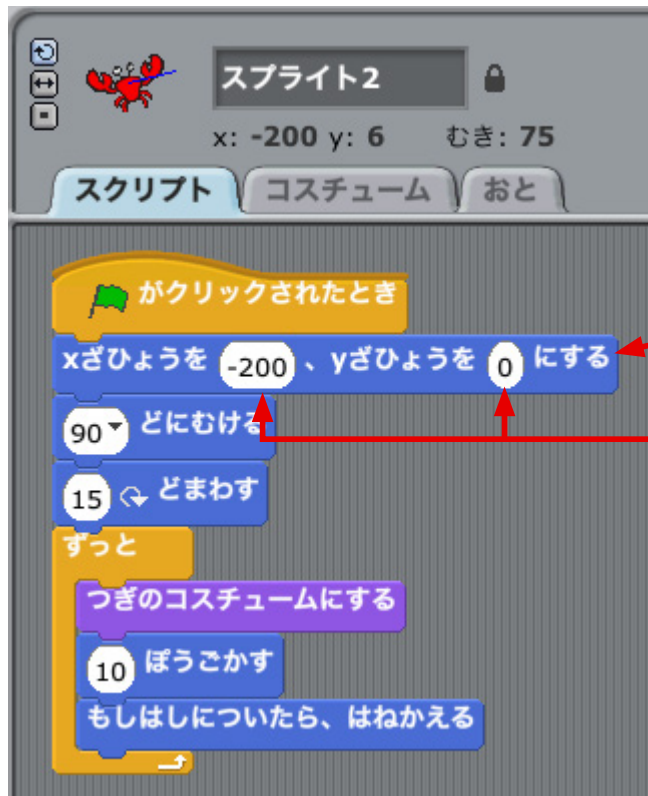 スプライト2
x: -200 y: 6 むき: 75
スクリプト コスチューム おと
がクリックされたとき
xざひょうを -200 、yざひょうを 0 にする
90 どにむける
15 どまわす
ずっと
つぎのコスチュームにする
10 ほうごかす
もしはしについたら、はねかえる